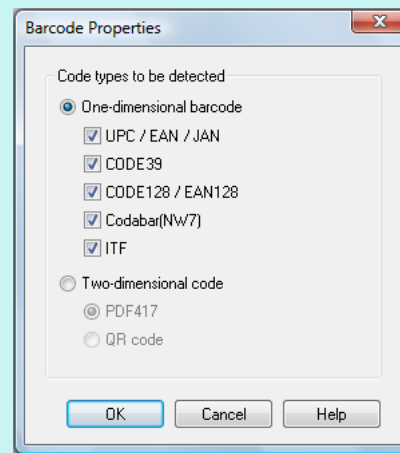 Barcode Properties
Code types to be detected
One-dimensional barcode
UPC / EAN / JAN
CODE39
CODE128 / EAN128
Codabar(NW7)
ITF
Two-dimensional code
PDF417
QR code
OK Cancel Help